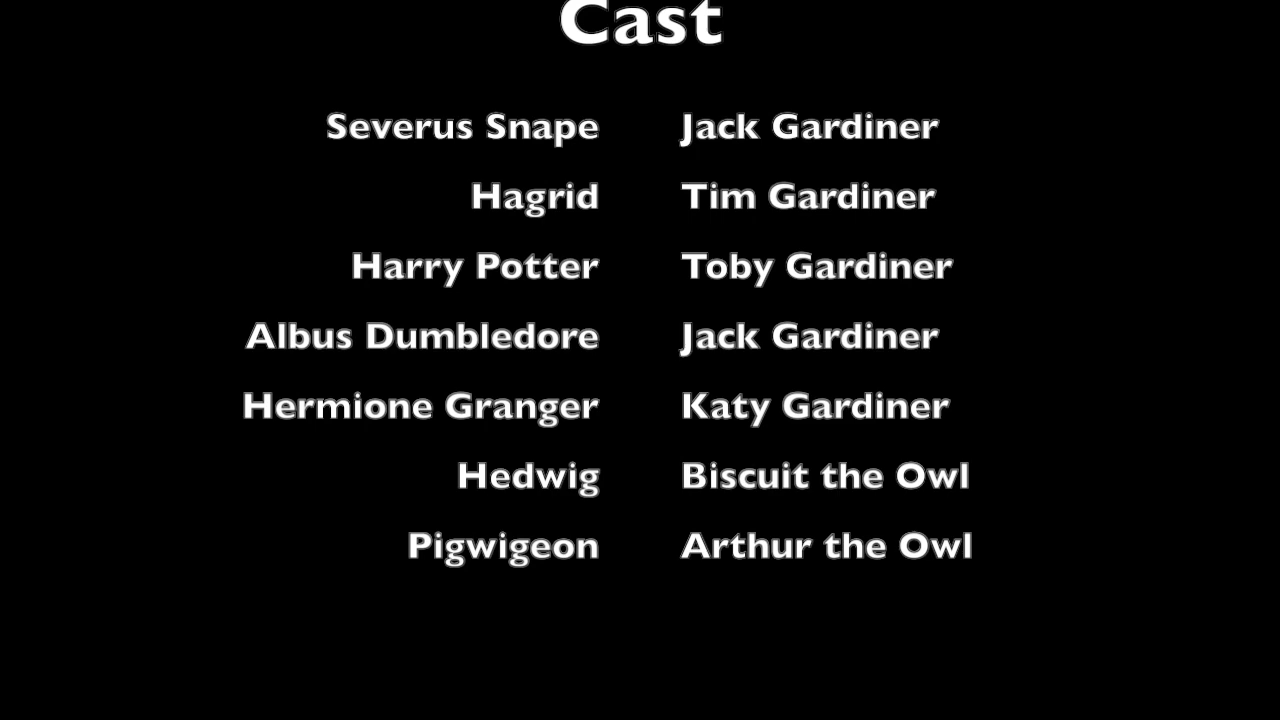 Cast
Severus Snape Jack Gardiner
Hagrid Tim Gardiner
Harry Potter Toby Gardiner
Albus Dumbledore Jack Gardiner
Hermione Granger Katy Gardiner
Hedwig Biscuit the Owl
Pigwigeon Arthur the Owl